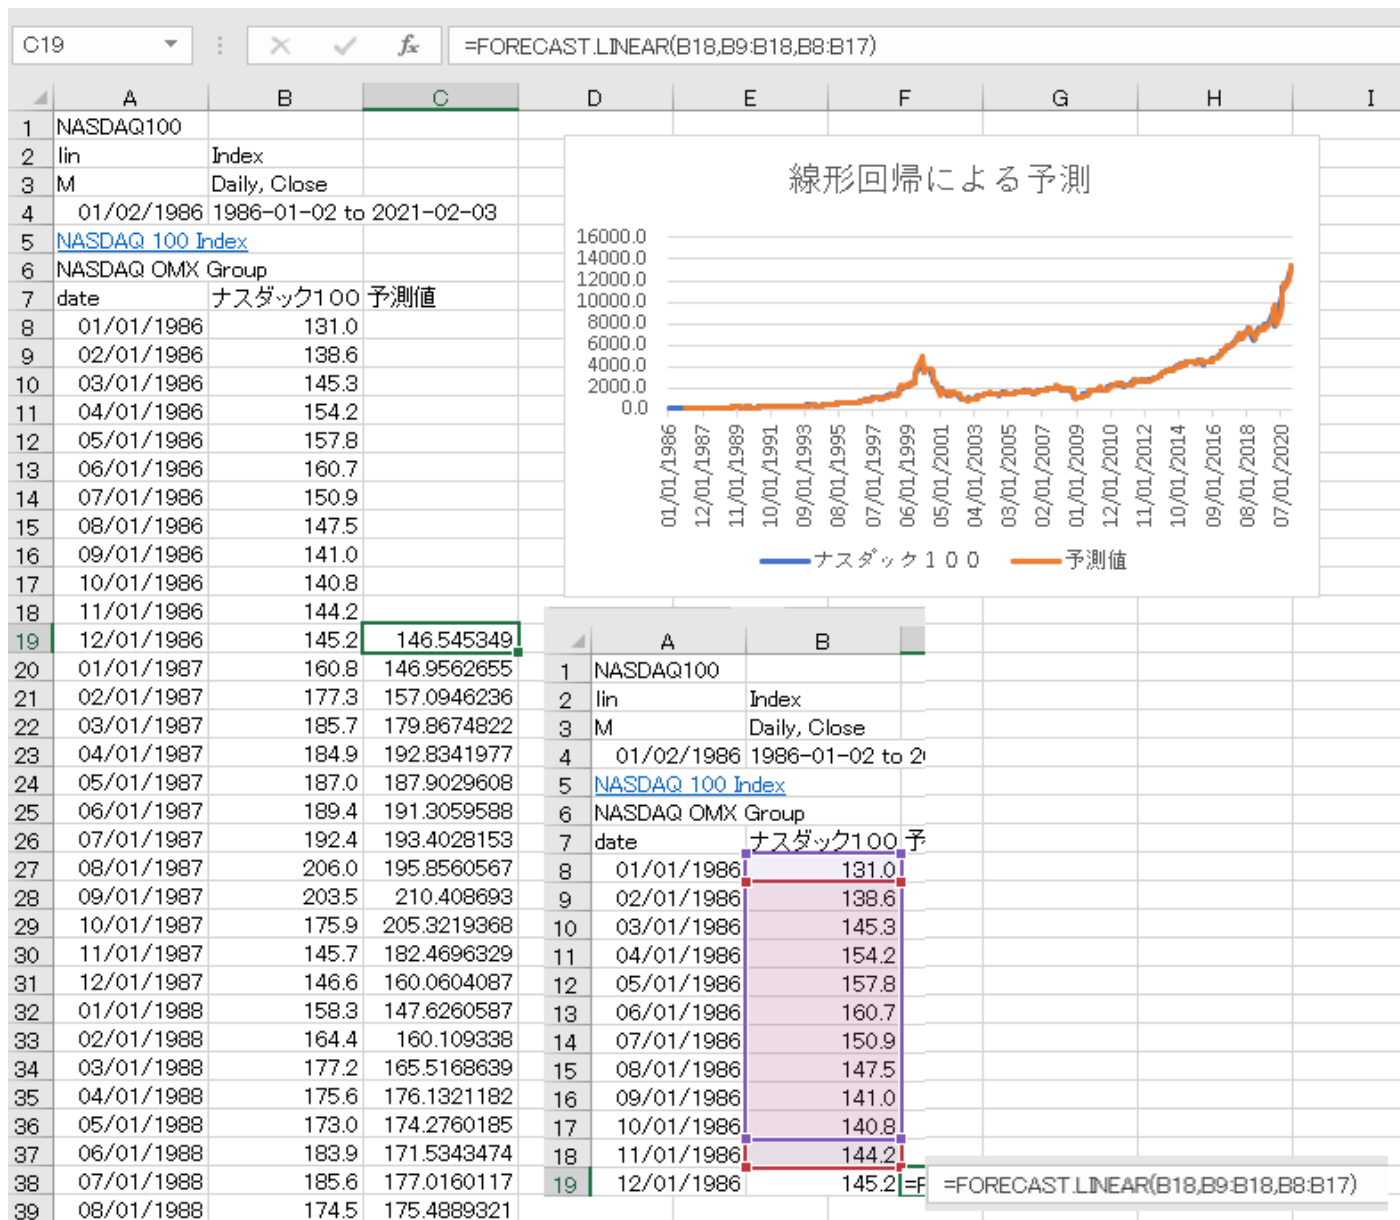 C19 fx =FORECAST.LINEAR(B18,B9:B18,B8:B17)
A B C D E F G H I
1 NASDAQ100
2 lin Index
3 M Daily, Close
4 01/02/1986 1986-01-02 to 2021-02-03
5 NASDAQ 100 Index
6 NASDAQ OMX Group
7 date ナスダック100 予測値
8 01/01/1986 131.0
9 02/01/1986 138.6
10 03/01/1986 145.3
11 04/01/1986 154.2
12 05/01/1986 157.8
13 06/01/1986 160.7
14 07/01/1986 150.9
15 08/01/1986 147.5
16 09/01/1986 141.0
17 10/01/1986 140.8
18 11/01/1986 144.2
19 12/01/1986 145.2 146.545349
20 01/01/1987 160.8 146.9562655
21 02/01/1987 177.3 157.0946236
22 03/01/1987 185.7 179.8674822
23 04/01/1987 184.9 192.8341977
24 05/01/1987 187.0 187.9029608
25 06/01/1987 189.4 191.3059588
26 07/01/1987 192.4 193.4028153
27 08/01/1987 206.0 195.8560567
28 09/01/1987 203.5 210.408693
29 10/01/1987 175.9 205.3219368
30 11/01/1987 145.7 182.4696329
31 12/01/1987 146.6 160.0604087
32 01/01/1988 158.3 147.6260587
33 02/01/1988 164.4 160.109338
34 03/01/1988 177.2 165.5168639
35 04/01/1988 175.6 176.1321182
36 05/01/1988 173.0 174.2760185
37 06/01/1988 183.9 171.5343474
38 07/01/1988 185.6 177.0160117
39 08/01/1988 174.5 175.4889321
線形回帰による予測
16000.0
14000.0
12000.0
10000.0
8000.0
6000.0
4000.0
2000.0
0.0
01/01/1986
12/01/1987
11/01/1989
10/01/1991
09/01/1993
08/01/1995
07/01/1997
06/01/1999
05/01/2001
04/01/2003
03/01/2005
02/01/2007
01/01/2009
12/01/2010
11/01/2012
10/01/2014
09/01/2016
08/01/2018
07/01/2020
ナスダック100 予測値
A B
1 NASDAQ100
2 lin Index
3 M Daily, Close
4 01/02/1986 1986-01-02 to 2
5 NASDAQ 100 Index
6 NASDAQ OMX Group
7 date ナスダック100 予
8 01/01/1986 131.0
9 02/01/1986 138.6
10 03/01/1986 145.3
11 04/01/1986 154.2
12 05/01/1986 157.8
13 06/01/1986 160.7
14 07/01/1986 150.9
15 08/01/1986 147.5
16 09/01/1986 141.0
17 10/01/1986 140.8
18 11/01/1986 144.2
19 12/01/1986 145.2 =F
=FORECAST.LINEAR(B18,B9:B18,B8:B17)